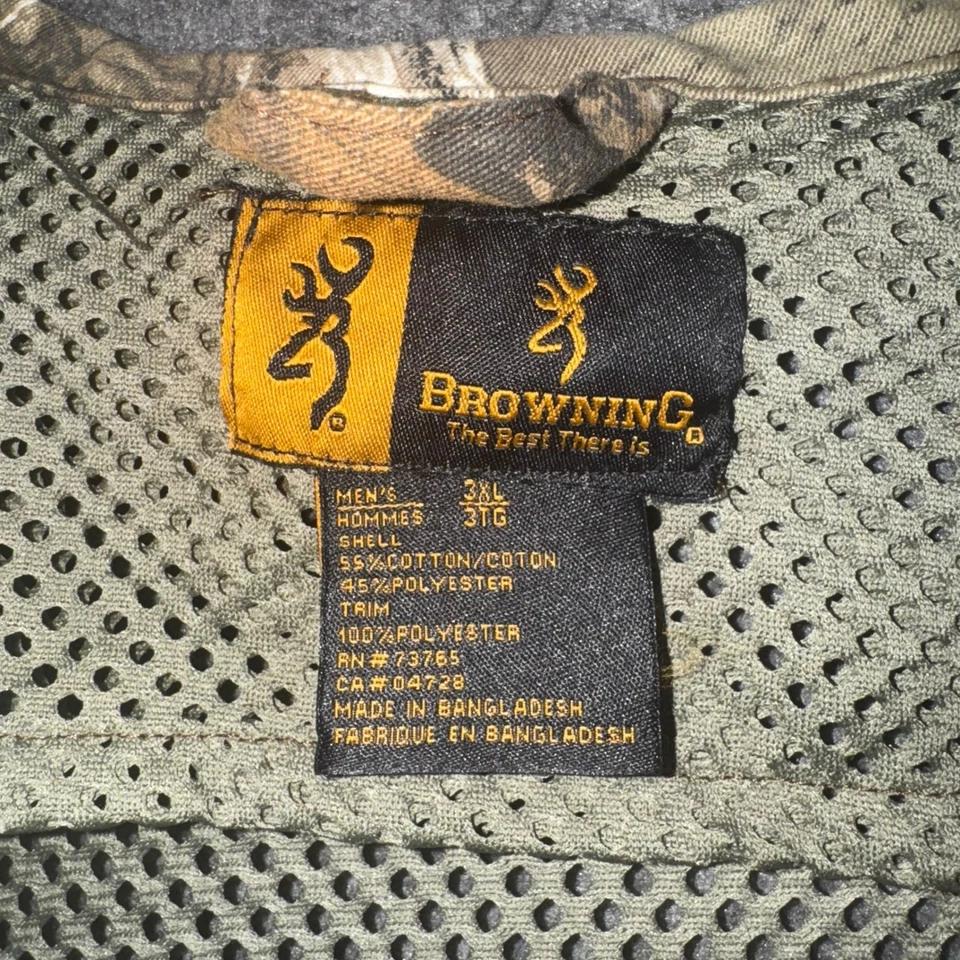 ®
BROWNING®
The Best There is
MEN'S 3XL
HOMMES 3TG
SHELL
55%COTTON/COTON
45%POLYESTER
TRIM
100%POLYESTER
RN#73765
CA#04728
MADE IN BANGLADESH
FABRIQUE EN BANGLADESH